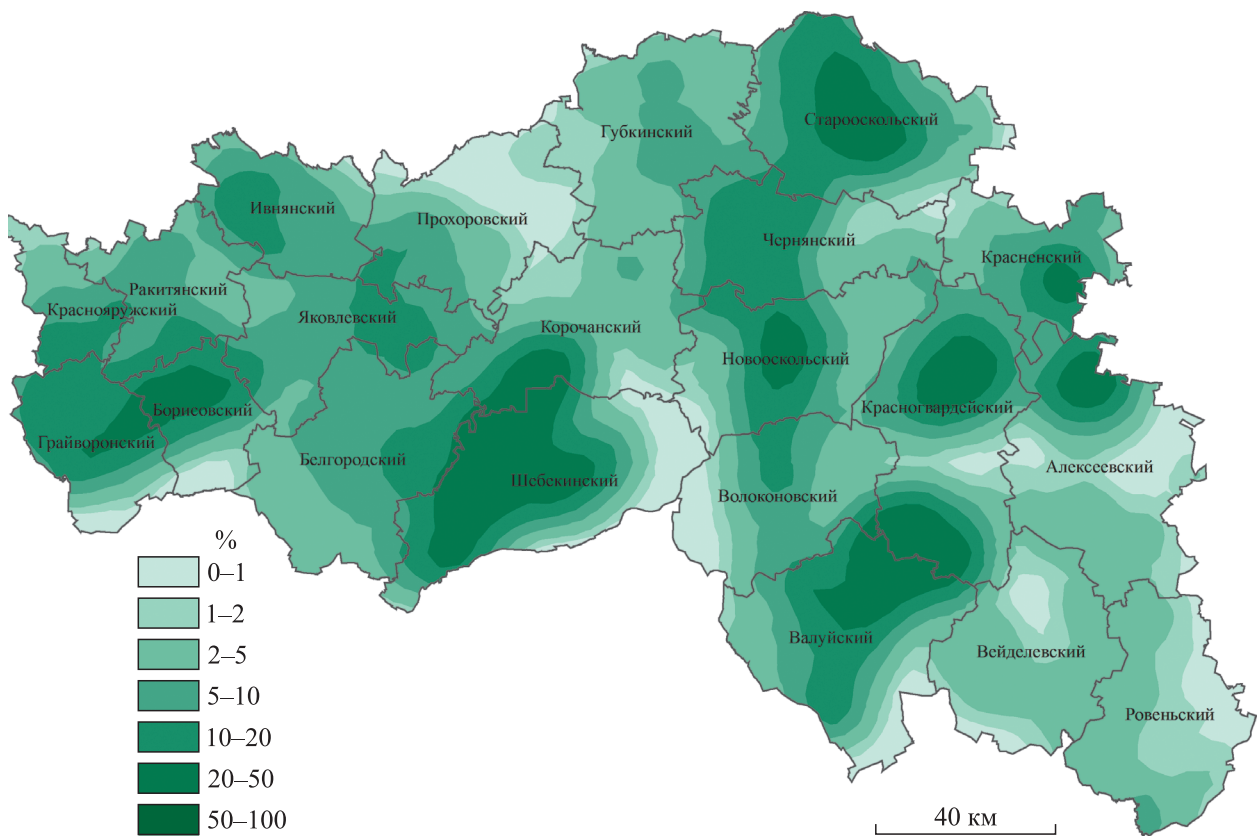 Старооскольский
Губкинский
Ивнянский
Прохоровский
Чернянский
Красненский
Ракитянский
Краснояружский
Яковлевский
Корочанский
Новооскольский
Борисовский
Красногвардейский
Грайворонский
Белгородский
Шебекинский
Алексеевский
Волоконовский
Валуйский
Вейделевский
Ровеньский
%
0–1
1–2
2–5
5–10
10–20
20–50
50–100
40 км